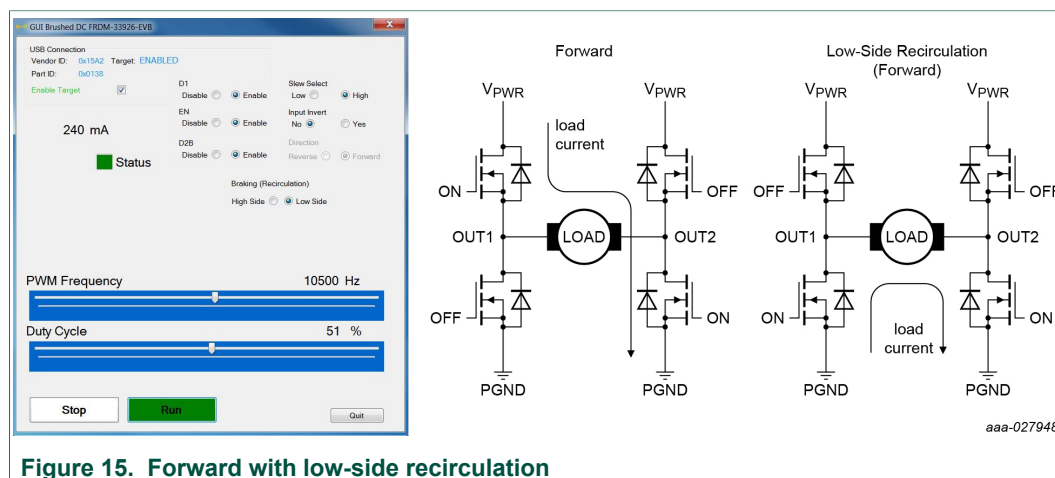 GUI Brushed DC FRDM-33926-EVB
X
USB Connection
Vendor ID: 0x15A2 Target: ENABLED
Part ID: 0x0138
Enable Target
240 mA
Status
D1
Disable Enable
EN
Disable Enable
D2B
Disable Enable
Slew Select
Low High
Input Invert
No Yes
Direction
Reverse Forward
Braking (Recirculation)
High Side Low Side
PWM Frequency 10500 Hz
Duty Cycle 51 %
Stop Run Quit
Forward
VPWR VPWR
load
current
ON OFF
OUT1 LOAD OUT2
OFF ON
PGND PGND
Low-Side Recirculation
(Forward)
VPWR VPWR
OFF OFF
OUT1 LOAD OUT2
ON ON
load
current
PGND PGND
aaa-027948
Figure 15. Forward with low-side recirculation